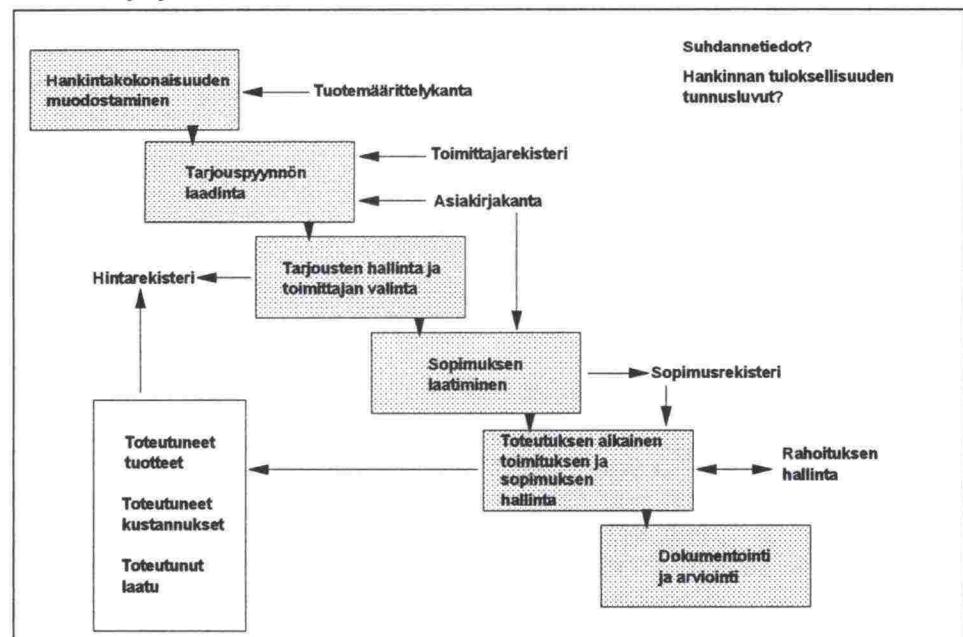 Suhdannetiedot?
Hankinnan tuloksellisuuden
tunnusluvut?
Hankintakokonaisuuden
muodostaminen
Tuotemäärittelykanta
Tarjouspyynnön
laadinta
Toimittajarekisteri
Asiakirjakanta
Tarjousten hallinta ja
toimittajan valinta
Hintarekisteri
Sopimuksen
laatiminen
Sopimusrekisteri
Toteutuksen aikainen
toimituksen ja
sopimuksen
hallinta
Rahoituksen
hallinta
Toteutuneet
tuotteet
Toteutuneet
kustannukset
Toteutunut
laatu
Dokumentointi
ja arviointi